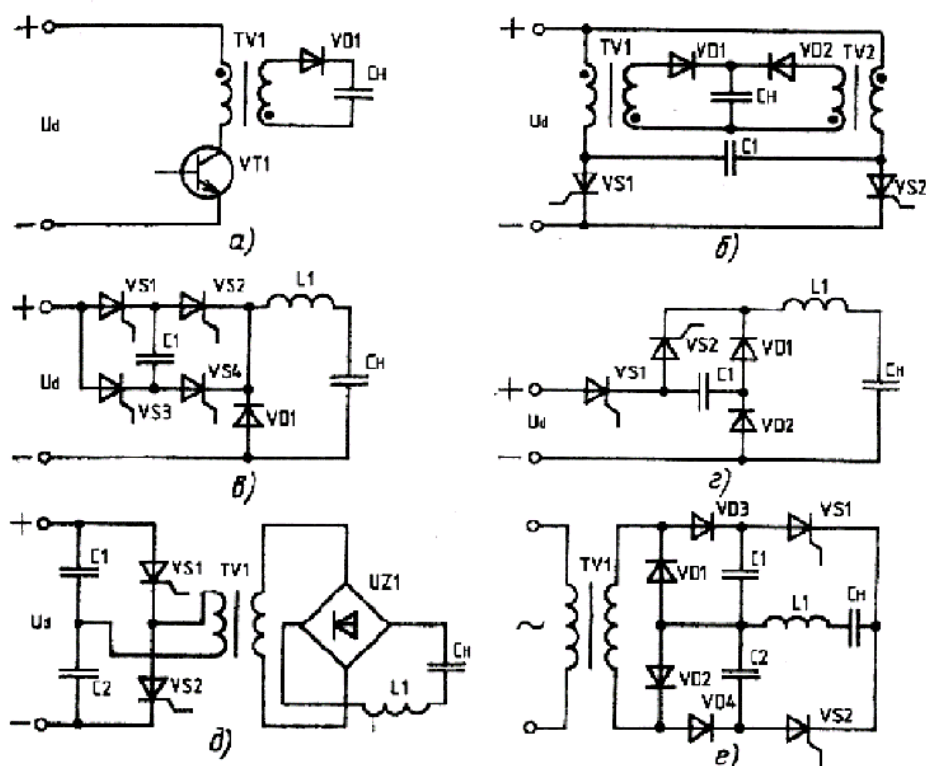 +
TV1
VD1
Cн
Ud
VT1
−
а)
+
TV1
VD1
VD2
TV2
Cн
Ud
C1
VS1
VS2
−
б)
+
VS1
VS2
L1
C1
Cн
Ud
VS4
VS3
VD1
−
в)
L1
VS2
VD1
VS1
C1
Cн
+
Ud
VD2
−
г)
+
C1
VS1
TV1
UZ1
Ud
Cн
C2
VS2
L1
−
д)
VD3
VS1
TV1
VD1
C1
L1
Cн
~
C2
VD2
VD4
VS2
е)